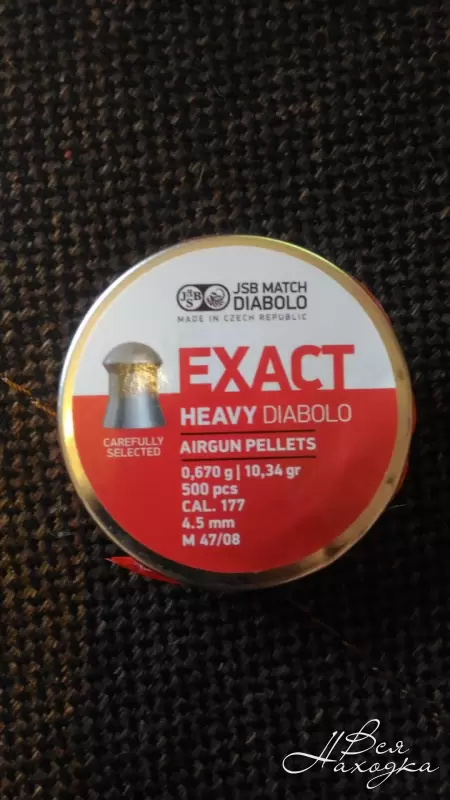 JSB
JSB MATCH
DIABOLO
MADE IN CZECH REPUBLIC
EXACT
HEAVY DIABOLO
CAREFULLY
SELECTED
AIRGUN PELLETS
0,670 g | 10,34 gr
500 pcs
CAL. 177
4.5 mm
M 47/08
Вся
Находка